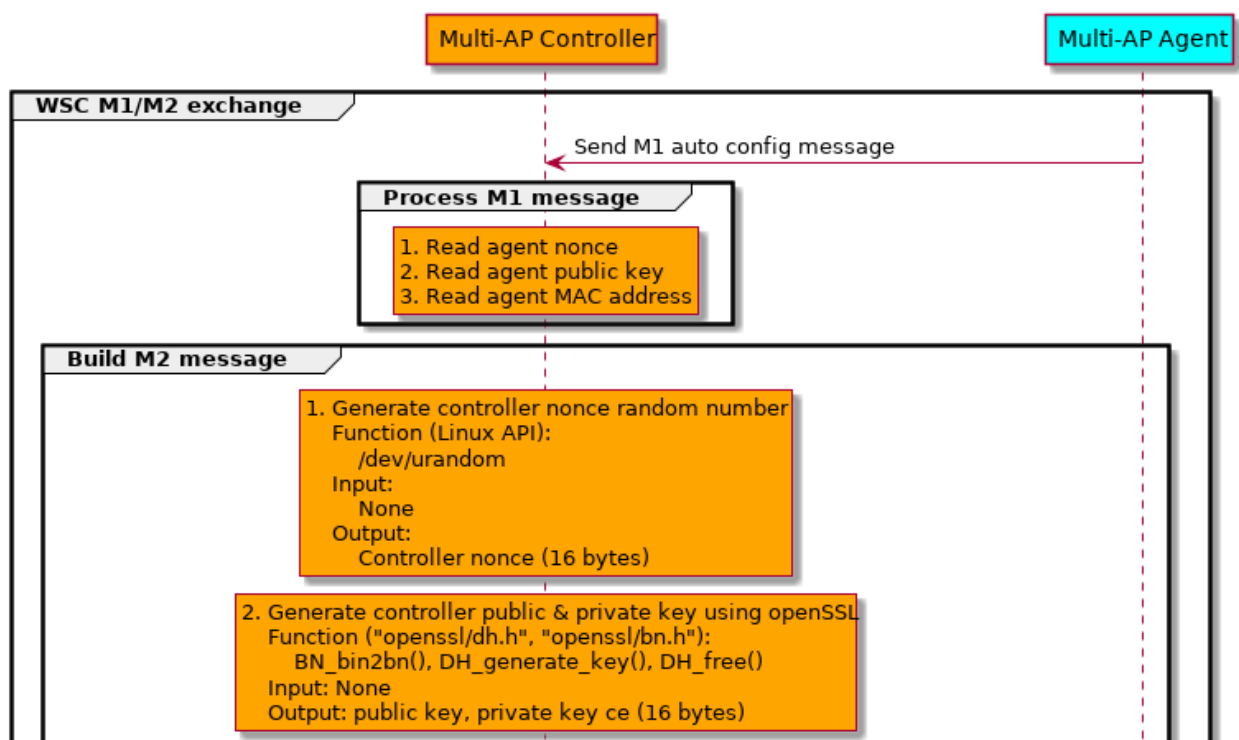 Multi-AP Controller
Multi-AP Agent
WSC M1/M2 exchange
Send M1 auto config message
Process M1 message
1. Read agent nonce
2. Read agent public key
3. Read agent MAC address
Build M2 message
1. Generate controller nonce random number
Function (Linux API):
/dev/urandom
Input:
None
Output:
Controller nonce (16 bytes)
2. Generate controller public & private key using openSSL
Function ("openssl/dh.h", "openssl/bn.h"):
BN_bin2bn(), DH_generate_key(), DH_free()
Input: None
Output: public key, private key ce (16 bytes)